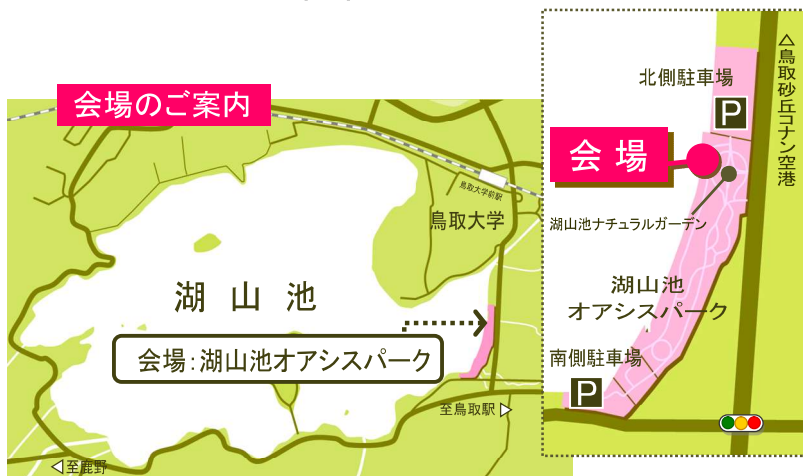 会場のご案内
鳥取大学前駅
鳥取大学
湖山池
会場:湖山池オアシスパーク
至鳥取駅▷
◁至鹿野
△鳥取砂丘コナン空港
北側駐車場
P
会場
湖山池ナチュラルガーデン
湖山池
オアシスパーク
南側駐車場
P